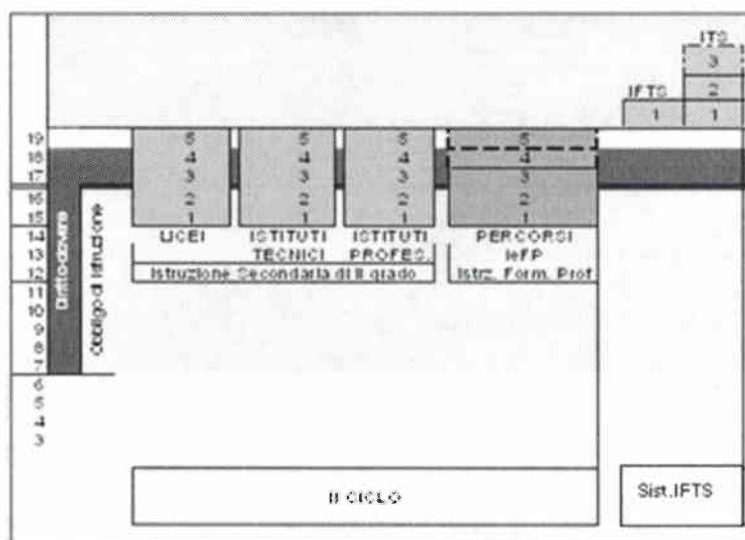 ITS
3
IFTS 2
1 1
19 5 5 5 5
18 4 4 4 4
17 3 3 3 3
16 2 2 2 2
15 1 1 1 1
14 LICEI ISTITUTI ISTITUTI PERCORSI
13 TECNICI PROFES. IeFP
12 Istruzione Secondaria di II grado Istrz. Form. Prof
11
10
9
8
7
6
5
4
3
Diritto dovere
Obbligo di Istruzione
II CICLO
Sist.IFTS